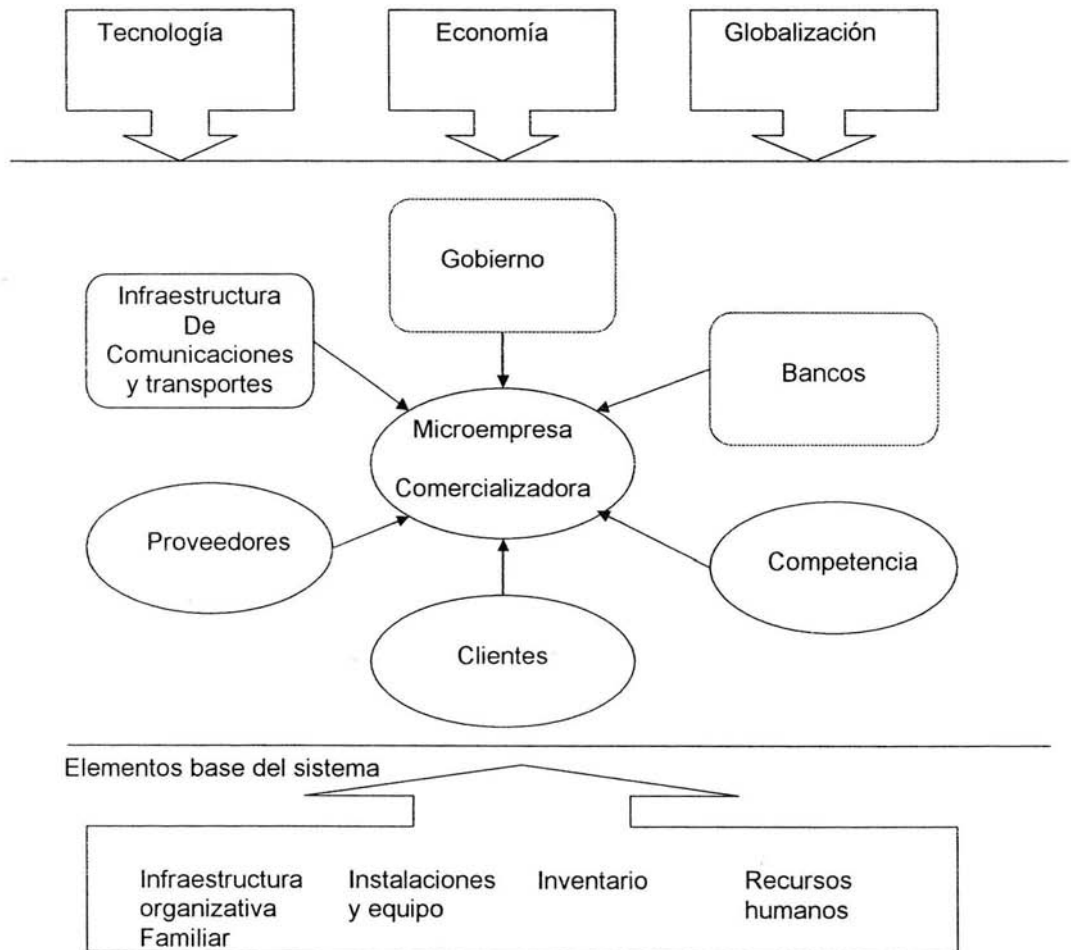 Tecnología
Economía
Globalización
Gobierno
Infraestructura
De
Comunicaciones
y transportes
Bancos
Microempresa
Comercializadora
Proveedores
Competencia
Clientes
Elementos base del sistema
Infraestructura
organizativa
Familiar
Instalaciones
y equipo
Inventario
Recursos
humanos